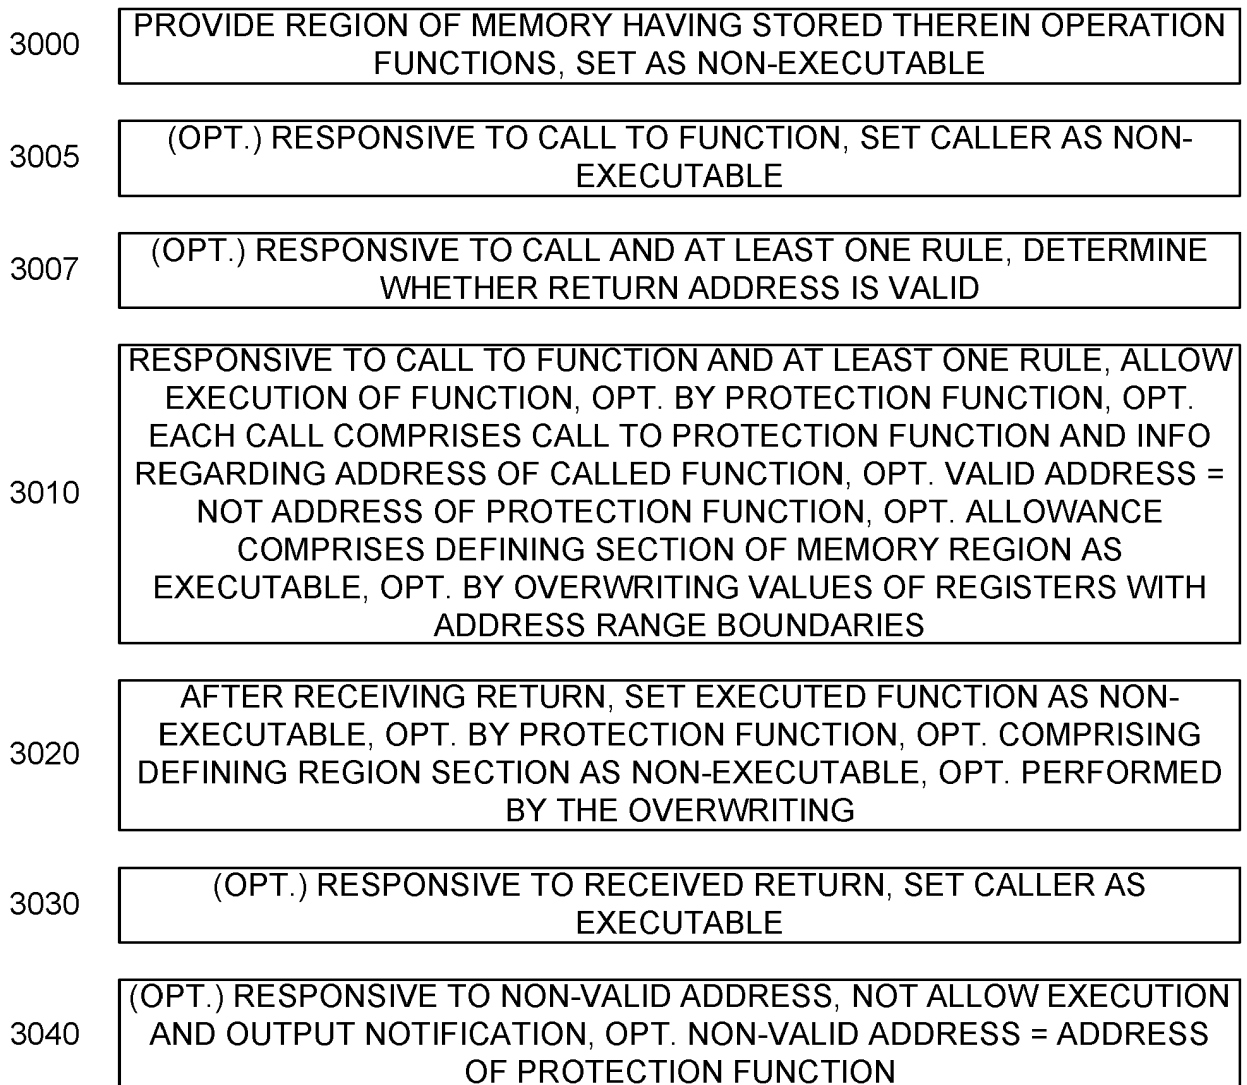 3000
PROVIDE REGION OF MEMORY HAVING STORED THEREIN OPERATION
FUNCTIONS, SET AS NON-EXECUTABLE
3005
(OPT.) RESPONSIVE TO CALL TO FUNCTION, SET CALLER AS NON-
EXECUTABLE
3007
(OPT.) RESPONSIVE TO CALL AND AT LEAST ONE RULE, DETERMINE
WHETHER RETURN ADDRESS IS VALID
3010
RESPONSIVE TO CALL TO FUNCTION AND AT LEAST ONE RULE, ALLOW
EXECUTION OF FUNCTION, OPT. BY PROTECTION FUNCTION, OPT.
EACH CALL COMPRISES CALL TO PROTECTION FUNCTION AND INFO
REGARDING ADDRESS OF CALLED FUNCTION, OPT. VALID ADDRESS =
NOT ADDRESS OF PROTECTION FUNCTION, OPT. ALLOWANCE
COMPRISES DEFINING SECTION OF MEMORY REGION AS
EXECUTABLE, OPT. BY OVERWRITING VALUES OF REGISTERS WITH
ADDRESS RANGE BOUNDARIES
3020
AFTER RECEIVING RETURN, SET EXECUTED FUNCTION AS NON-
EXECUTABLE, OPT. BY PROTECTION FUNCTION, OPT. COMPRISING
DEFINING REGION SECTION AS NON-EXECUTABLE, OPT. PERFORMED
BY THE OVERWRITING
3030
(OPT.) RESPONSIVE TO RECEIVED RETURN, SET CALLER AS
EXECUTABLE
3040
(OPT.) RESPONSIVE TO NON-VALID ADDRESS, NOT ALLOW EXECUTION
AND OUTPUT NOTIFICATION, OPT. NON-VALID ADDRESS = ADDRESS
OF PROTECTION FUNCTION